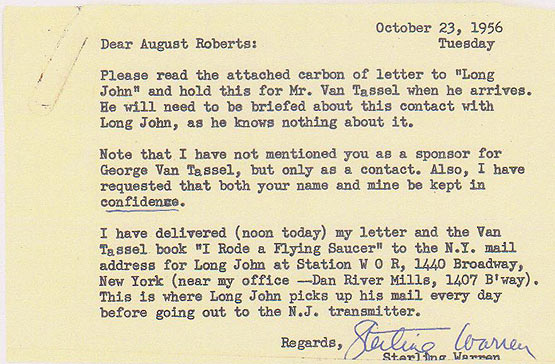 October 23, 1956
Dear August Roberts: Tuesday
Please read the attached carbon of letter to "Long
John" and hold this for Mr. Van Tassel when he arrives.
He will need to be briefed about this contact with
Long John, as he knows nothing about it.
Note that I have not mentioned you as a sponsor for
George Van Tassel, but only as a contact. Also, I have
requested that both your name and mine be kept in
confidence.
I have delivered (noon today) my letter and the Van
Tassel book "I Rode a Flying Saucer" to the N.Y. mail
address for Long John at Station W O R, 1440 Broadway,
New York (near my office --Dan River Mills, 1407 B'way).
This is where Long John picks up his mail every day
before going out to the N.J. transmitter.
Regards, Sterling Warren
Sterling Warren